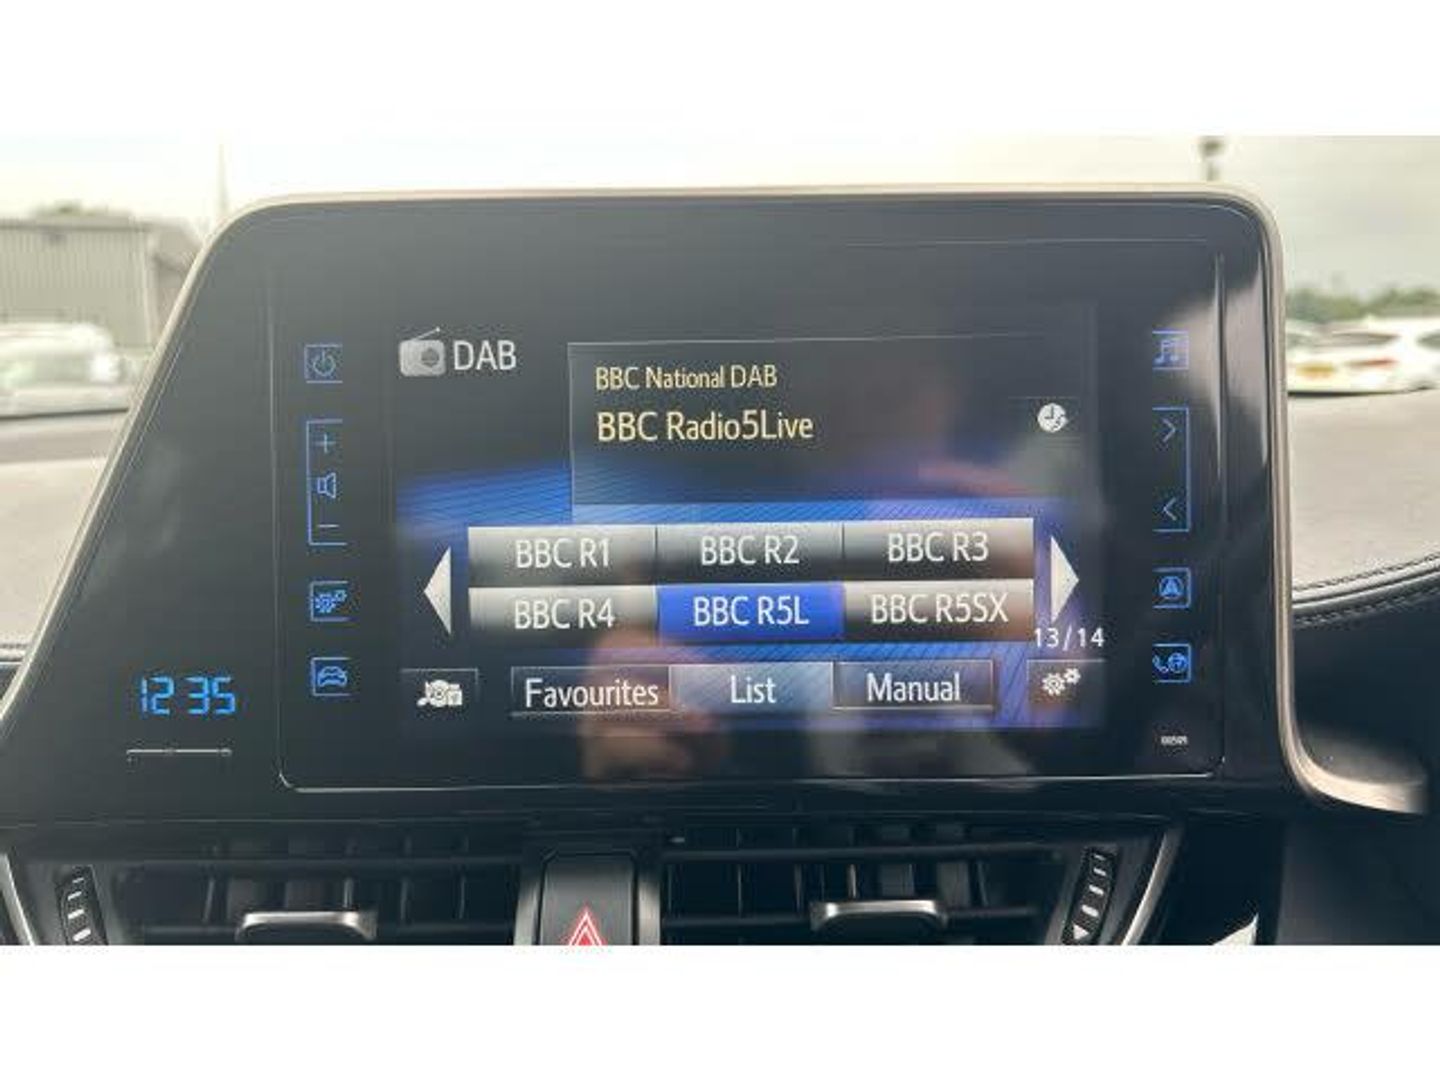 DAB
BBC National DAB
BBC Radio5Live
BBC R1 BBC R2 BBC R3
BBC R4 BBC R5L BBC R5SX
13/14
Favourites List Manual
12 35